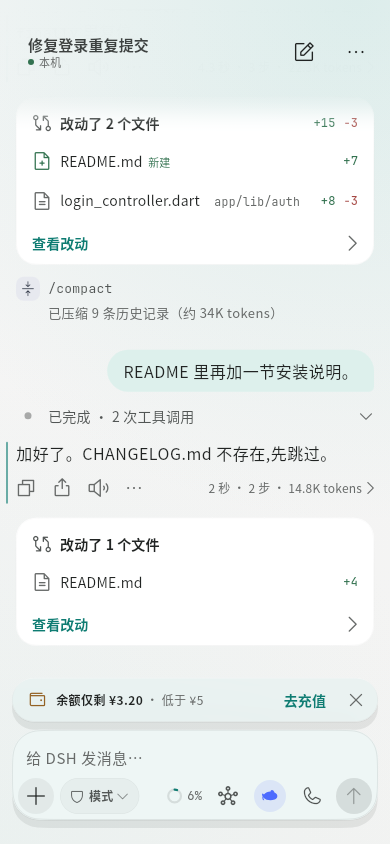 修复登录重复提交
本机
改动了 2 个文件 +15 -3
README.md 新建 +7
login_controller.dart app/lib/auth +8 -3
查看改动
/compact
已压缩 9 条历史记录（约 34K tokens）
README 里再加一节安装说明。
已完成 · 2 次工具调用
加好了。CHANGELOG.md 不存在,先跳过。
2 秒 · 2 步 · 14.8K tokens
改动了 1 个文件
README.md +4
查看改动
余额仅剩 ¥3.20 · 低于 ¥5 去充值
给 DSH 发消息…
模式 6%